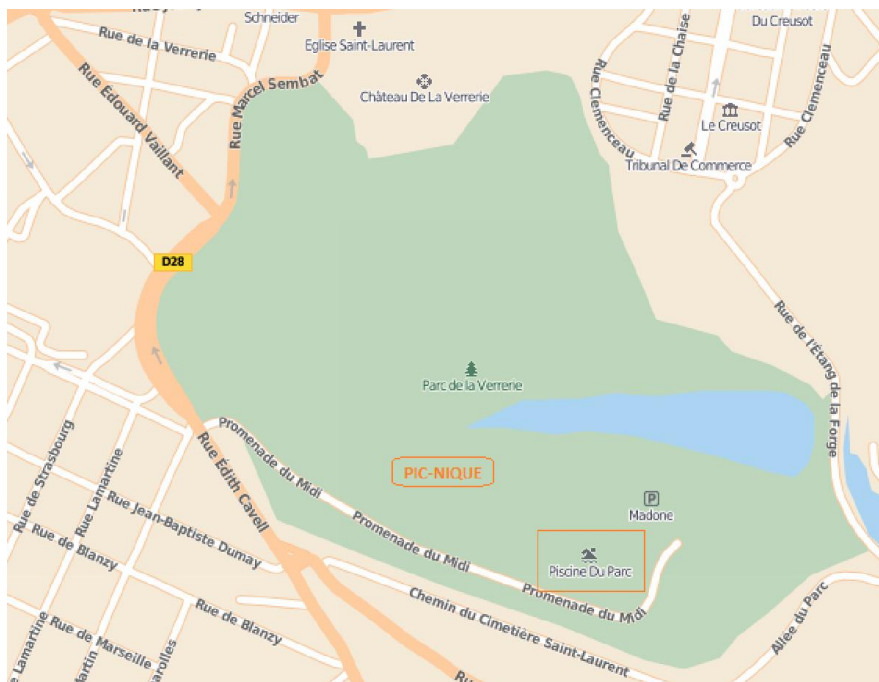 Schneider
Rue de la Verrerie
Eglise Saint-Laurent
Du Creusot
Rue de la Chaise
Rue Edouard Vaillant
Rue Marcel Sembat
Château De La Verrerie
Rue Clemenceau
Rue Clemenceau
Le Creusot
Tribunal De Commerce
D28
Rue de l'Étang de la Forge
Parc de la Verrerie
Promenade du Midi
PIC-NIQUE
Rue de Strasbourg
Rue Lamartine
Rue Édith Cavell
Madone
Rue Jean-Baptiste Dumay
Promenade du Midi
Piscine Du Parc
Rue de Blanzy
Promenade du Midi
Chemin du Cimetière Saint-Laurent
Allée du Parc
Rue de Blanzy
Rue de Marseille
Lamartine
Martin
arolles